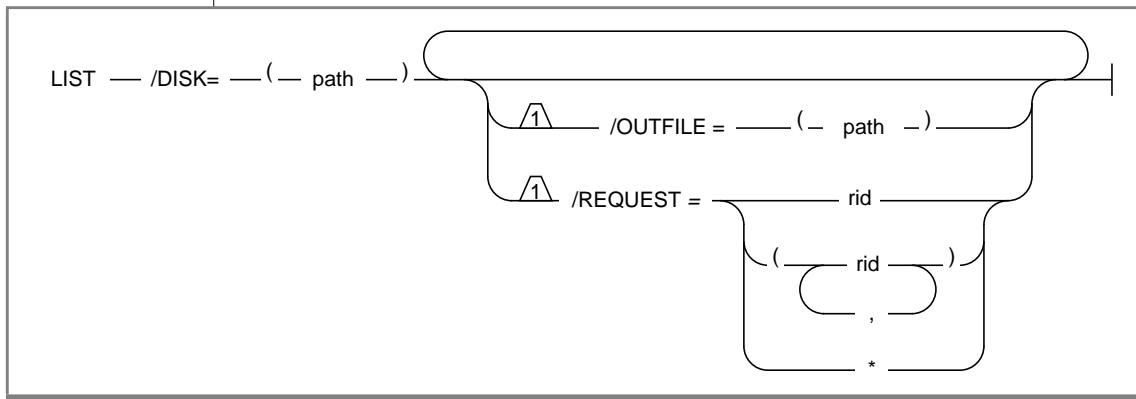 LIST /DISK= ( path )
1 /OUTFILE = ( path )
1 /REQUEST = rid
( rid )
,
*